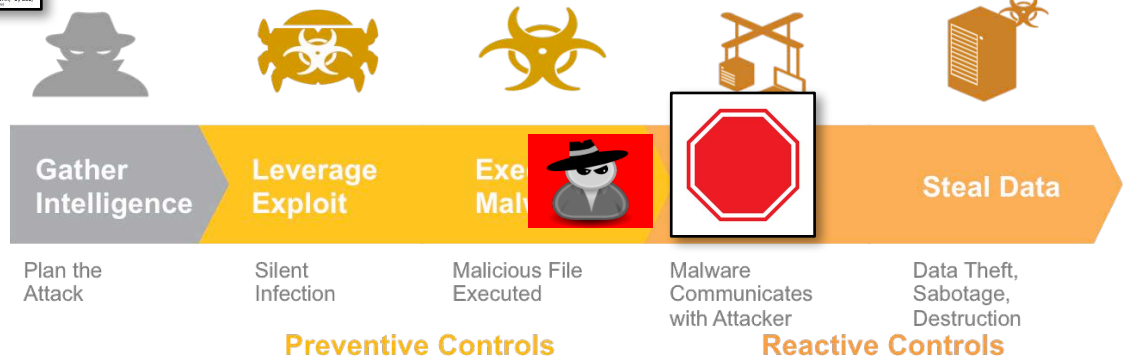 Gather
Intelligence
Leverage
Exploit
Steal Data
Plan the
Attack
Silent
Infection
Malicious File
Executed
Malware
Communicates
with Attacker
Data Theft,
Sabotage,
Destruction
Preventive Controls
Reactive Controls